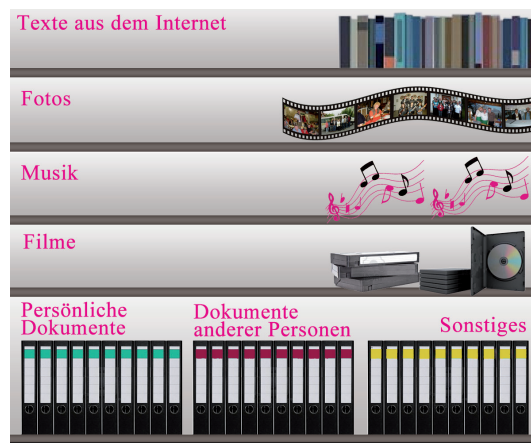 Texte aus dem Internet
Fotos
Musik
Filme
Persönliche
Dokumente
Dokumente
anderer Personen
Sonstiges